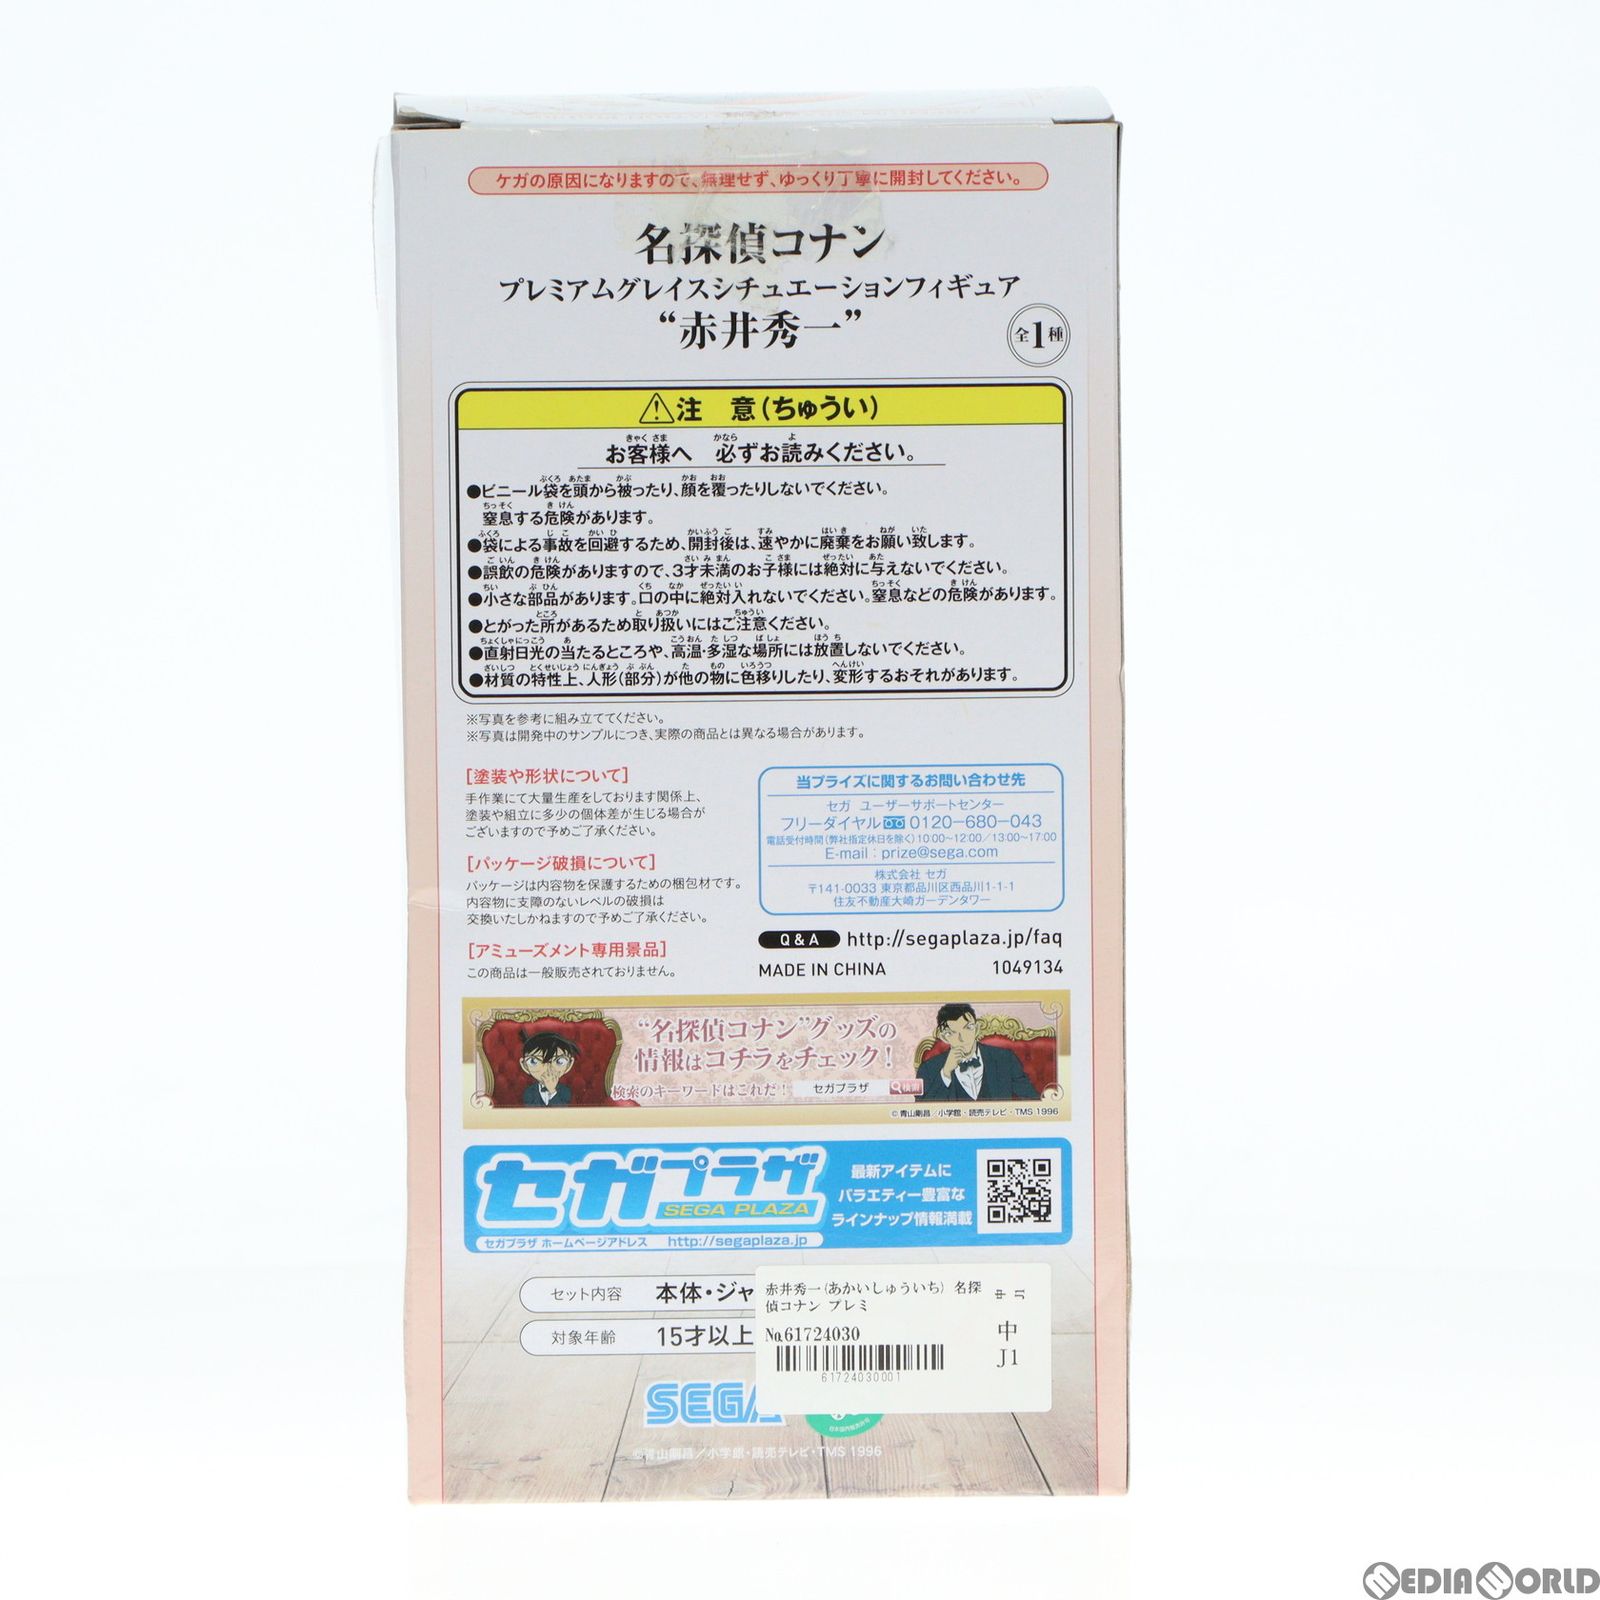 ケガの原因になりますので、無理せず、ゆっくり丁寧に開封してください。
名探偵コナン
プレミアムグレイスシチュエーションフィギュア
“赤井秀一”
全1種
注 意(ちゅうい)
お客様へ 必ずお読みください。
●ビニール袋を頭から被ったり、顔を覆ったりしないでください。
窒息する危険があります。
●袋による事故を回避するため、開封後は、速やかに廃棄をお願い致します。
●誤飲の危険がありますので、3才未満のお子様には絶対に与えないでください。
●小さな部品があります。口の中に絶対入れないでください。窒息などの危険があります。
●とがった所があるため取り扱いにはご注意ください。
●直射日光の当たるところや、高温・多湿な場所には放置しないでください。
●材質の特性上、人形(部分)が他の物に色移りしたり、変形するおそれがあります。
※写真を参考に組み立ててください。
※写真は開発中のサンプルにつき、実際の商品とは異なる場合があります。
[塗装や形状について]
手作業にて大量生産をしております関係上、
塗装や組立に多少の個体差が生じる場合が
ございますので予めご了承ください。
[パッケージ破損について]
パッケージは内容物を保護するための梱包材です。
内容物に支障のないレベルの破損は
交換いたしかねますので予めご了承ください。
[アミューズメント専用景品]
この商品は一般販売されておりません。
当プライズに関するお問い合わせ先
セガ ユーザーサポートセンター
フリーダイヤル 0120-680-043
電話受付時間(弊社指定休日を除く)10:00~12:00/13:00~17:00
E-mail : prize@sega.com
株式会社 セガ
〒141-0033 東京都品川区西品川1-1-1
住友不動産大崎ガーデンタワー
Q&A http://segaplaza.jp/faq
MADE IN CHINA 1049134
“名探偵コナン”グッズの
情報はコチラをチェック!
検索のキーワードはこれだ! セガプラザ 検索
©青山剛昌/小学館・読売テレビ・TMS 1996
セガプラザ
SEGA PLAZA
セガプラザ ホームページアドレス http://segaplaza.jp
最新アイテムに
バラエティー豊富な
ラインナップ情報満載
セット内容 本体・ジャ
対象年齢 15才以上
赤井秀一(あかいしゅういち) 名探
偵コナン プレミ
№61724030
61724030001
中 J1
中
J1
SEGA
日本国内販売許可
©青山剛昌/小学館・読売テレビ・TMS 1996
MEDIAWORLD